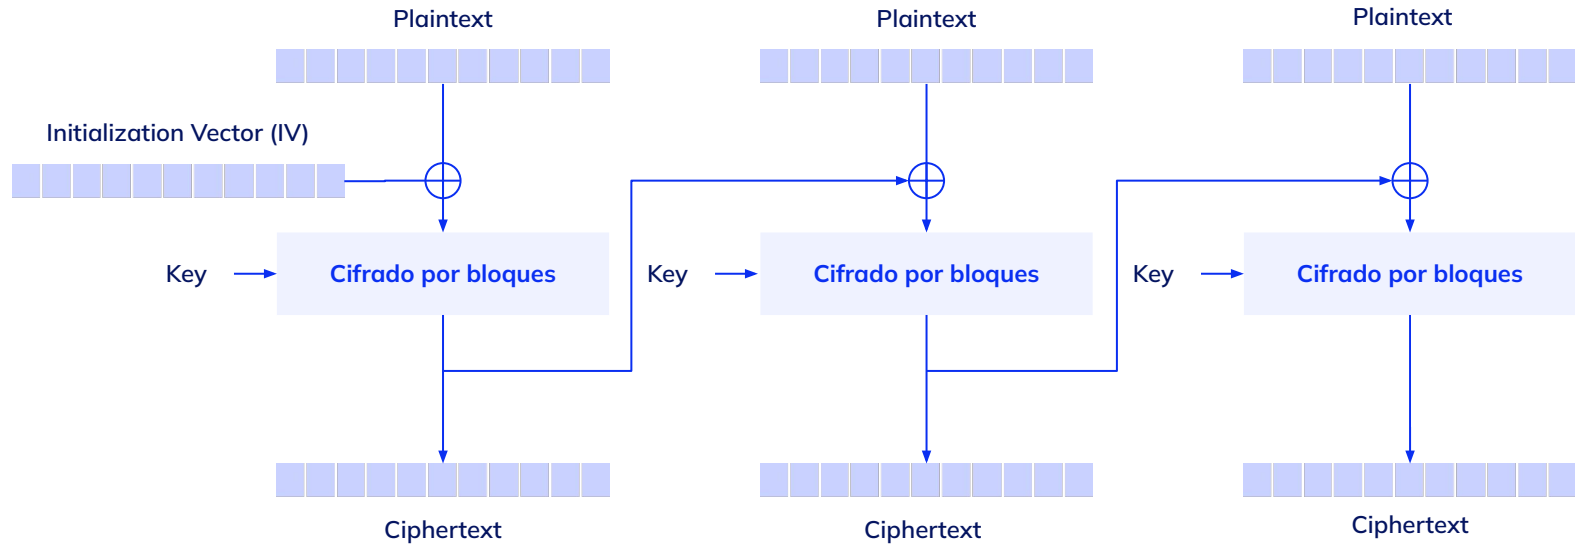 Plaintext
Plaintext
Plaintext
Initialization Vector (IV)
Key
Cifrado por bloques
Key
Cifrado por bloques
Key
Cifrado por bloques
Ciphertext
Ciphertext
Ciphertext